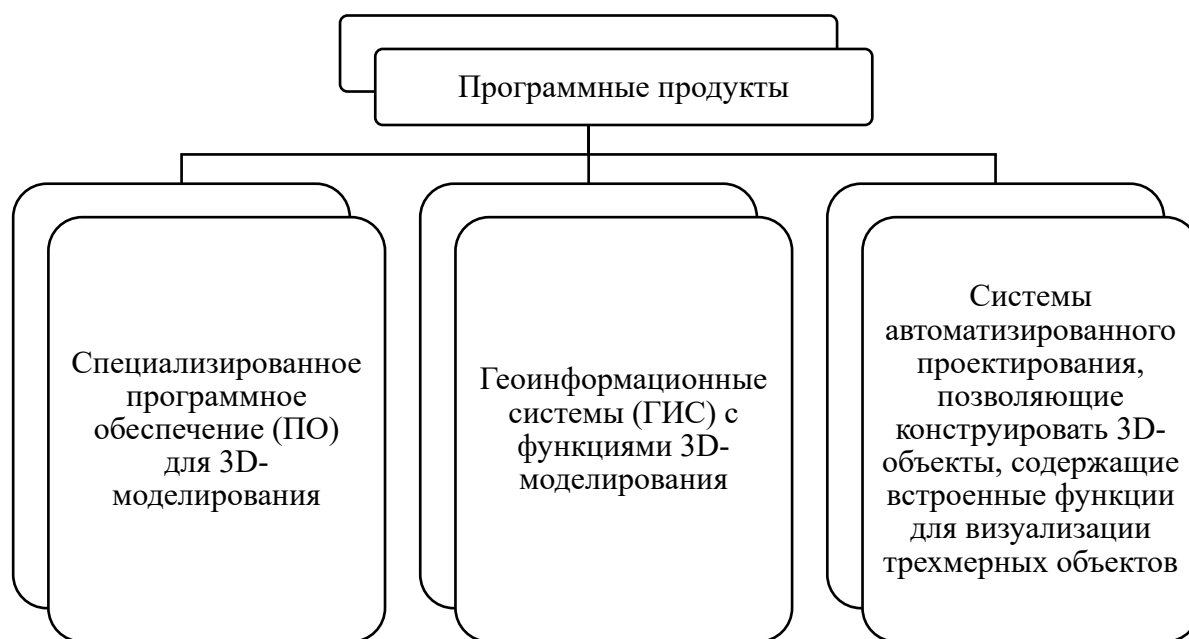 Программные продукты
Специализированное
программное
обеспечение (ПО)
для 3D-
моделирования
Геоинформационные
системы (ГИС) с
функциями 3D-
моделирования
Системы
автоматизированного
проектирования,
позволяющие
конструировать 3D-
объекты, содержащие
встроенные функции
для визуализации
трехмерных объектов